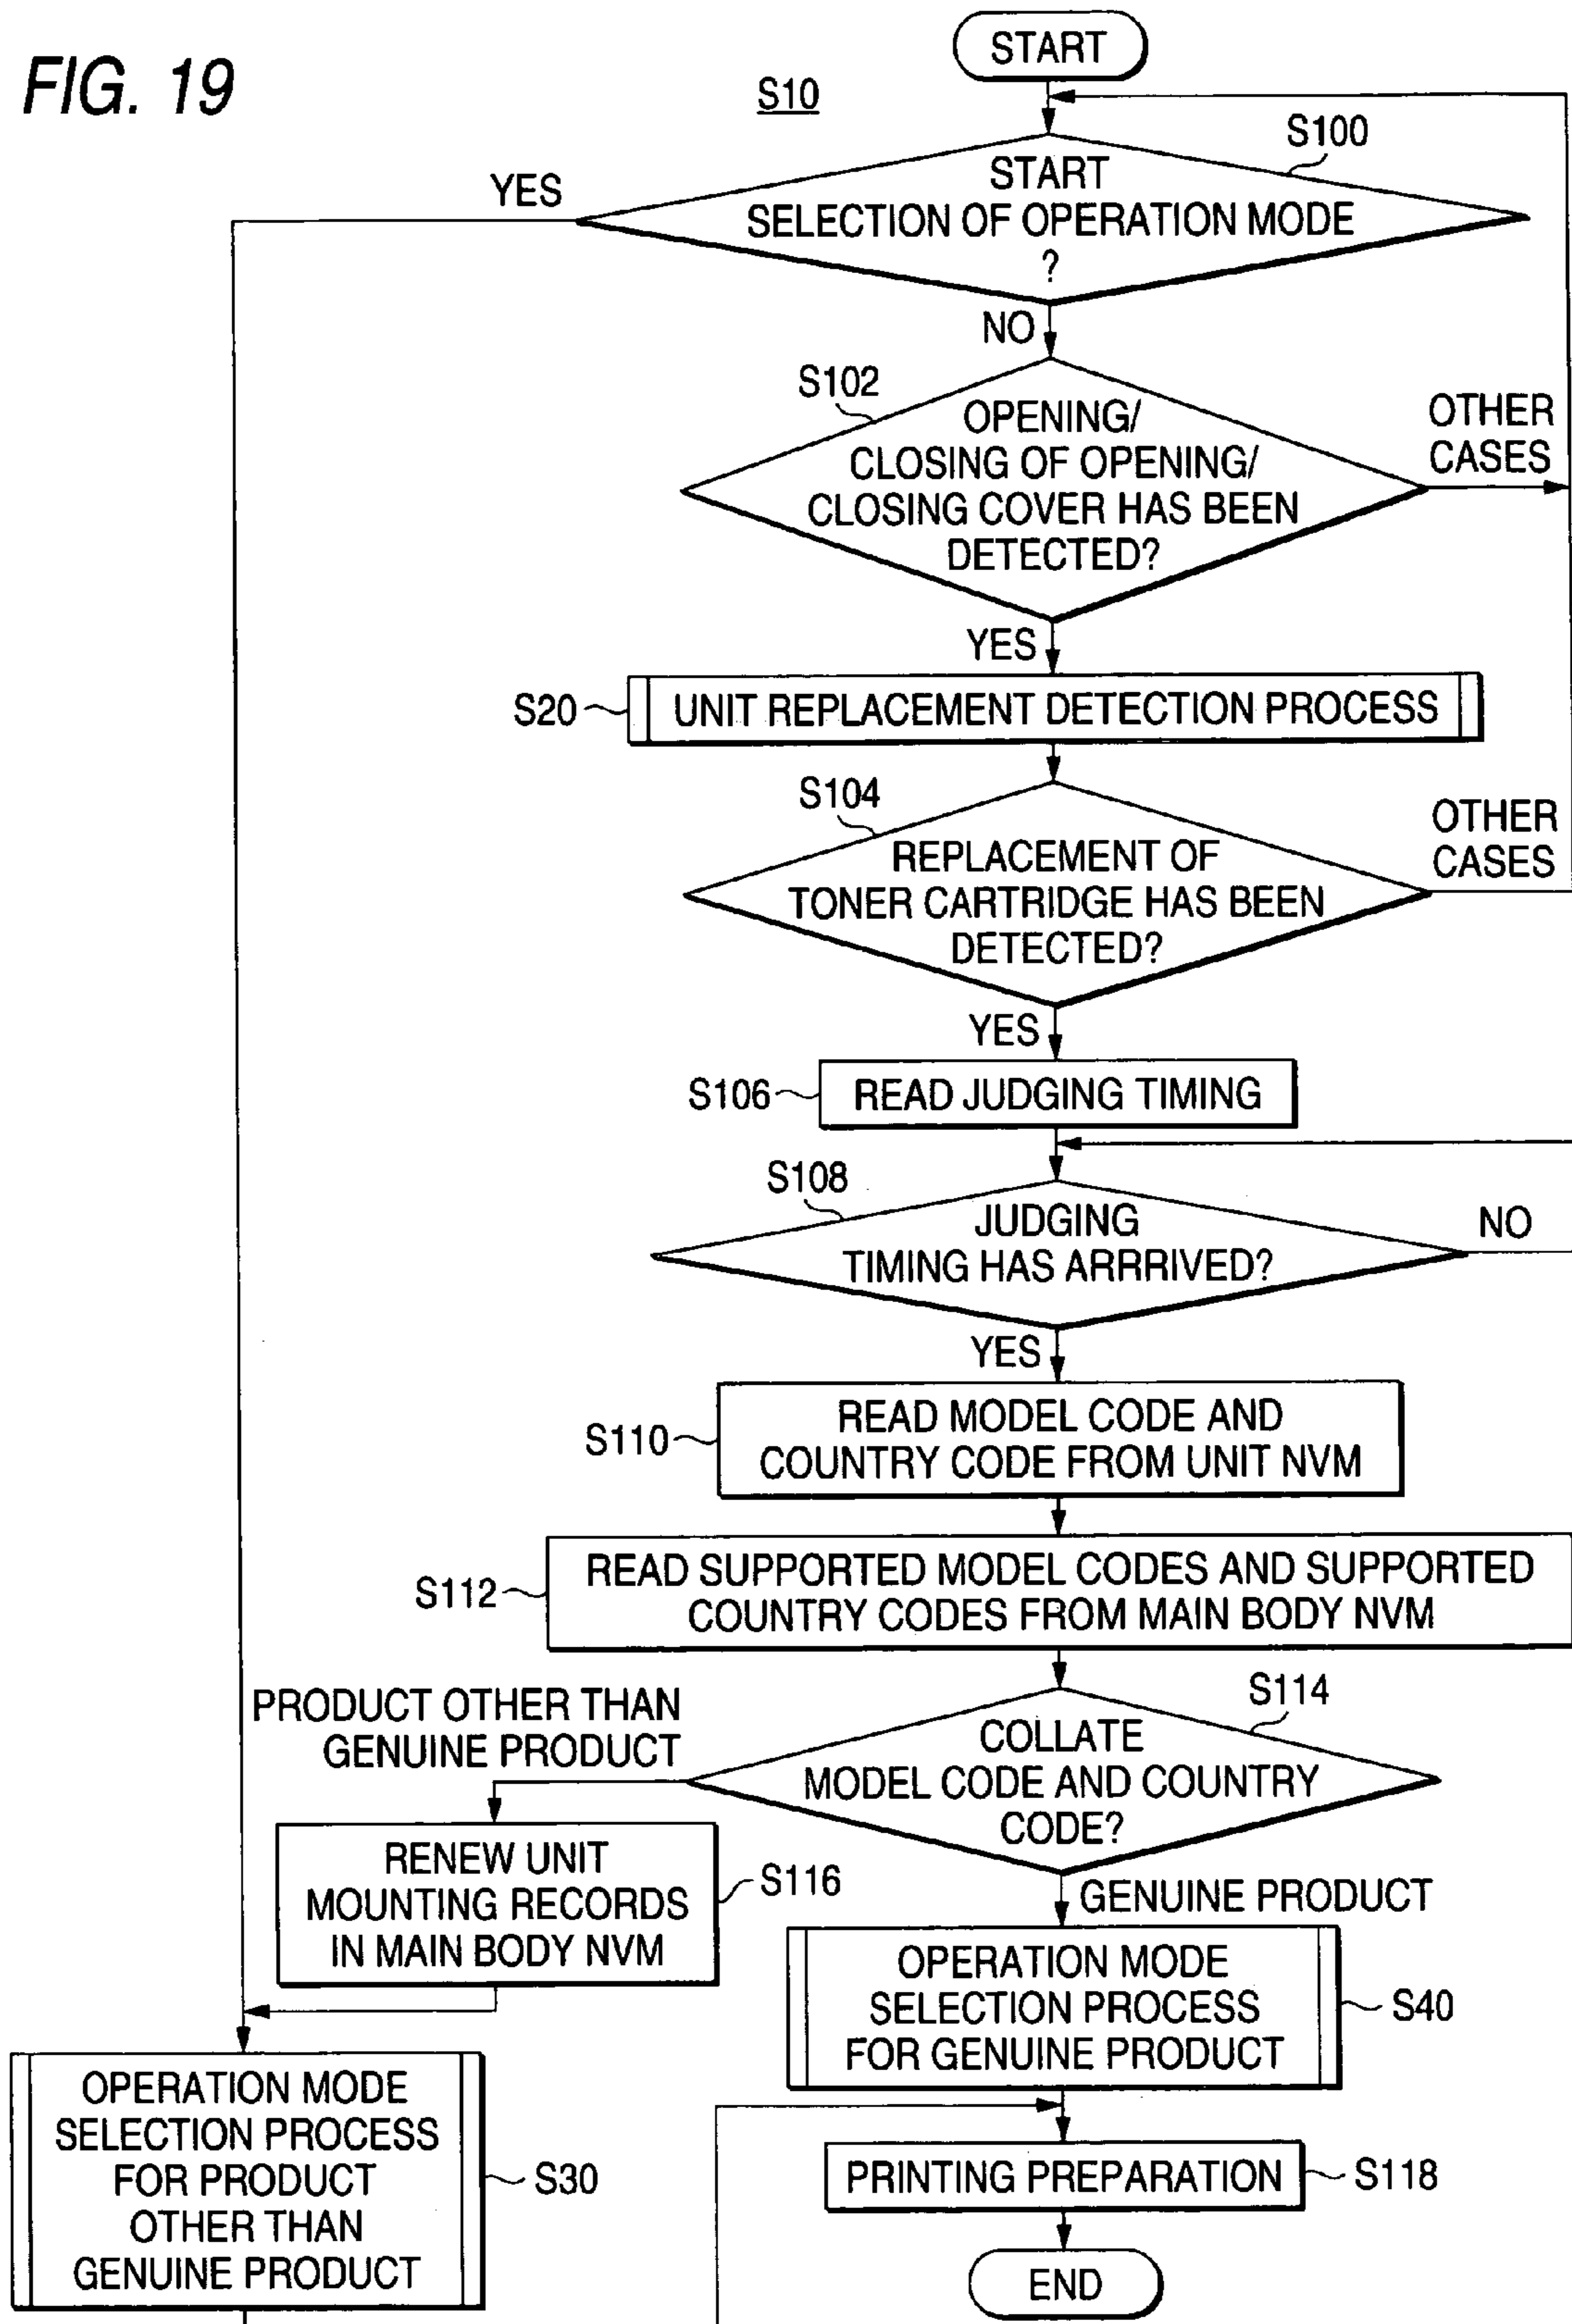 FIG. 19
START
S10
S100
START
SELECTION OF OPERATION MODE
?
YES
NO
S102
OPENING/
CLOSING OF OPENING/
CLOSING COVER HAS BEEN
DETECTED?
OTHER
CASES
YES
S20
UNIT REPLACEMENT DETECTION PROCESS
S104
REPLACEMENT OF
TONER CARTRIDGE HAS BEEN
DETECTED?
OTHER
CASES
YES
S106
READ JUDGING TIMING
S108
JUDGING
TIMING HAS ARRRIVED?
NO
YES
S110
READ MODEL CODE AND
COUNTRY CODE FROM UNIT NVM
S112
READ SUPPORTED MODEL CODES AND SUPPORTED
COUNTRY CODES FROM MAIN BODY NVM
S114
COLLATE
MODEL CODE AND COUNTRY
CODE?
PRODUCT OTHER THAN
GENUINE PRODUCT
RENEW UNIT
MOUNTING RECORDS
IN MAIN BODY NVM
S116
GENUINE PRODUCT
OPERATION MODE
SELECTION PROCESS
FOR GENUINE PRODUCT
S40
OPERATION MODE
SELECTION PROCESS
FOR PRODUCT
OTHER THAN
GENUINE PRODUCT
S30
PRINTING PREPARATION
S118
END